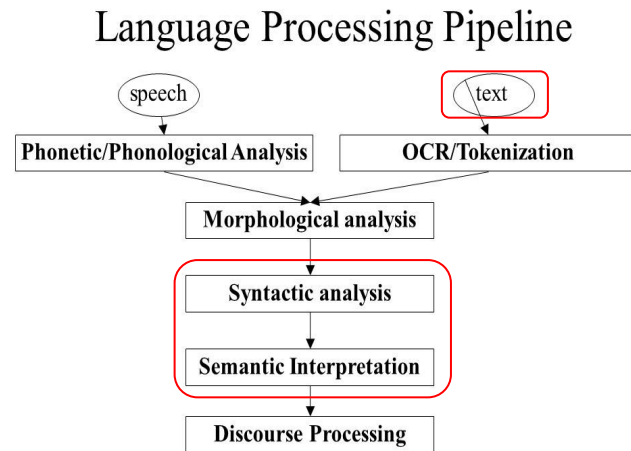 Language Processing Pipeline
speech
text
Phonetic/Phonological Analysis
OCR/Tokenization
Morphological analysis
Syntactic analysis
Semantic Interpretation
Discourse Processing